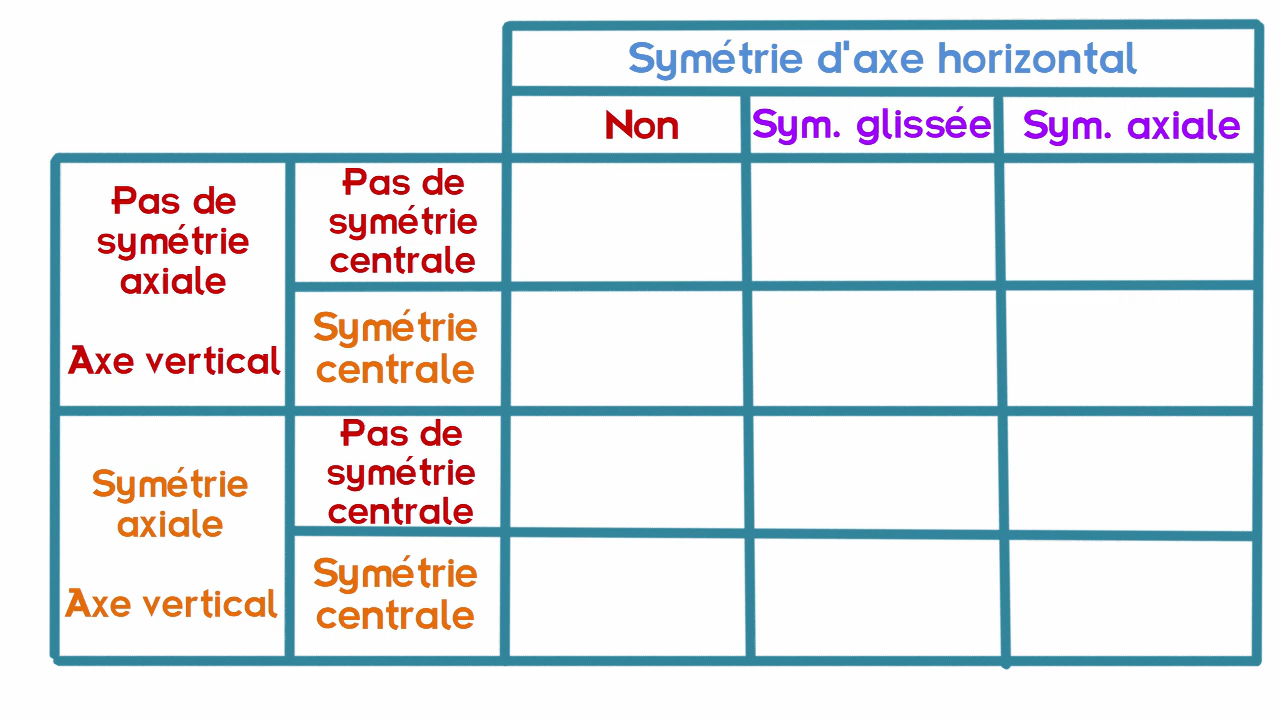 Symétrie d'axe horizontal
Non
Sym. glissée
Sym. axiale
Pas de
symétrie
axiale
Axe vertical
Pas de
symétrie
centrale
Symétrie
centrale
Symétrie
axiale
Axe vertical
Pas de
symétrie
centrale
Symétrie
centrale